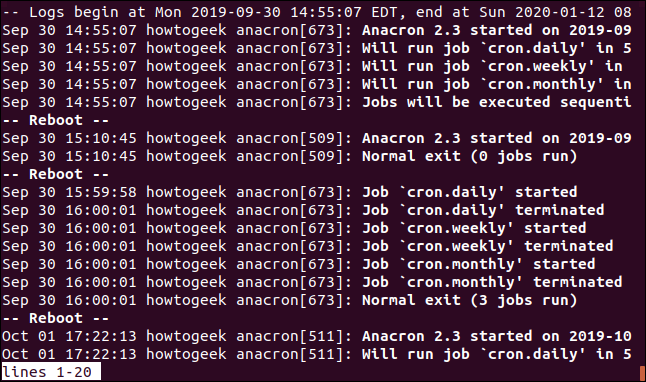 -- Logs begin at Mon 2019-09-30 14:55:07 EDT, end at Sun 2020-01-12 08
Sep 30 14:55:07 howtogeek anacron[673]: Anacron 2.3 started on 2019-09
Sep 30 14:55:07 howtogeek anacron[673]: Will run job `cron.daily' in 5
Sep 30 14:55:07 howtogeek anacron[673]: Will run job `cron.weekly' in
Sep 30 14:55:07 howtogeek anacron[673]: Will run job `cron.monthly' in
Sep 30 14:55:07 howtogeek anacron[673]: Jobs will be executed sequenti
-- Reboot --
Sep 30 15:10:45 howtogeek anacron[509]: Anacron 2.3 started on 2019-09
Sep 30 15:10:45 howtogeek anacron[509]: Normal exit (0 jobs run)
-- Reboot --
Sep 30 15:59:58 howtogeek anacron[673]: Job `cron.daily' started
Sep 30 16:00:01 howtogeek anacron[673]: Job `cron.daily' terminated
Sep 30 16:00:01 howtogeek anacron[673]: Job `cron.weekly' started
Sep 30 16:00:01 howtogeek anacron[673]: Job `cron.weekly' terminated
Sep 30 16:00:01 howtogeek anacron[673]: Job `cron.monthly' started
Sep 30 16:00:01 howtogeek anacron[673]: Job `cron.monthly' terminated
Sep 30 16:00:01 howtogeek anacron[673]: Normal exit (3 jobs run)
-- Reboot --
Oct 01 17:22:13 howtogeek anacron[511]: Anacron 2.3 started on 2019-10
Oct 01 17:22:13 howtogeek anacron[511]: Will run job `cron.daily' in 5
lines 1-20